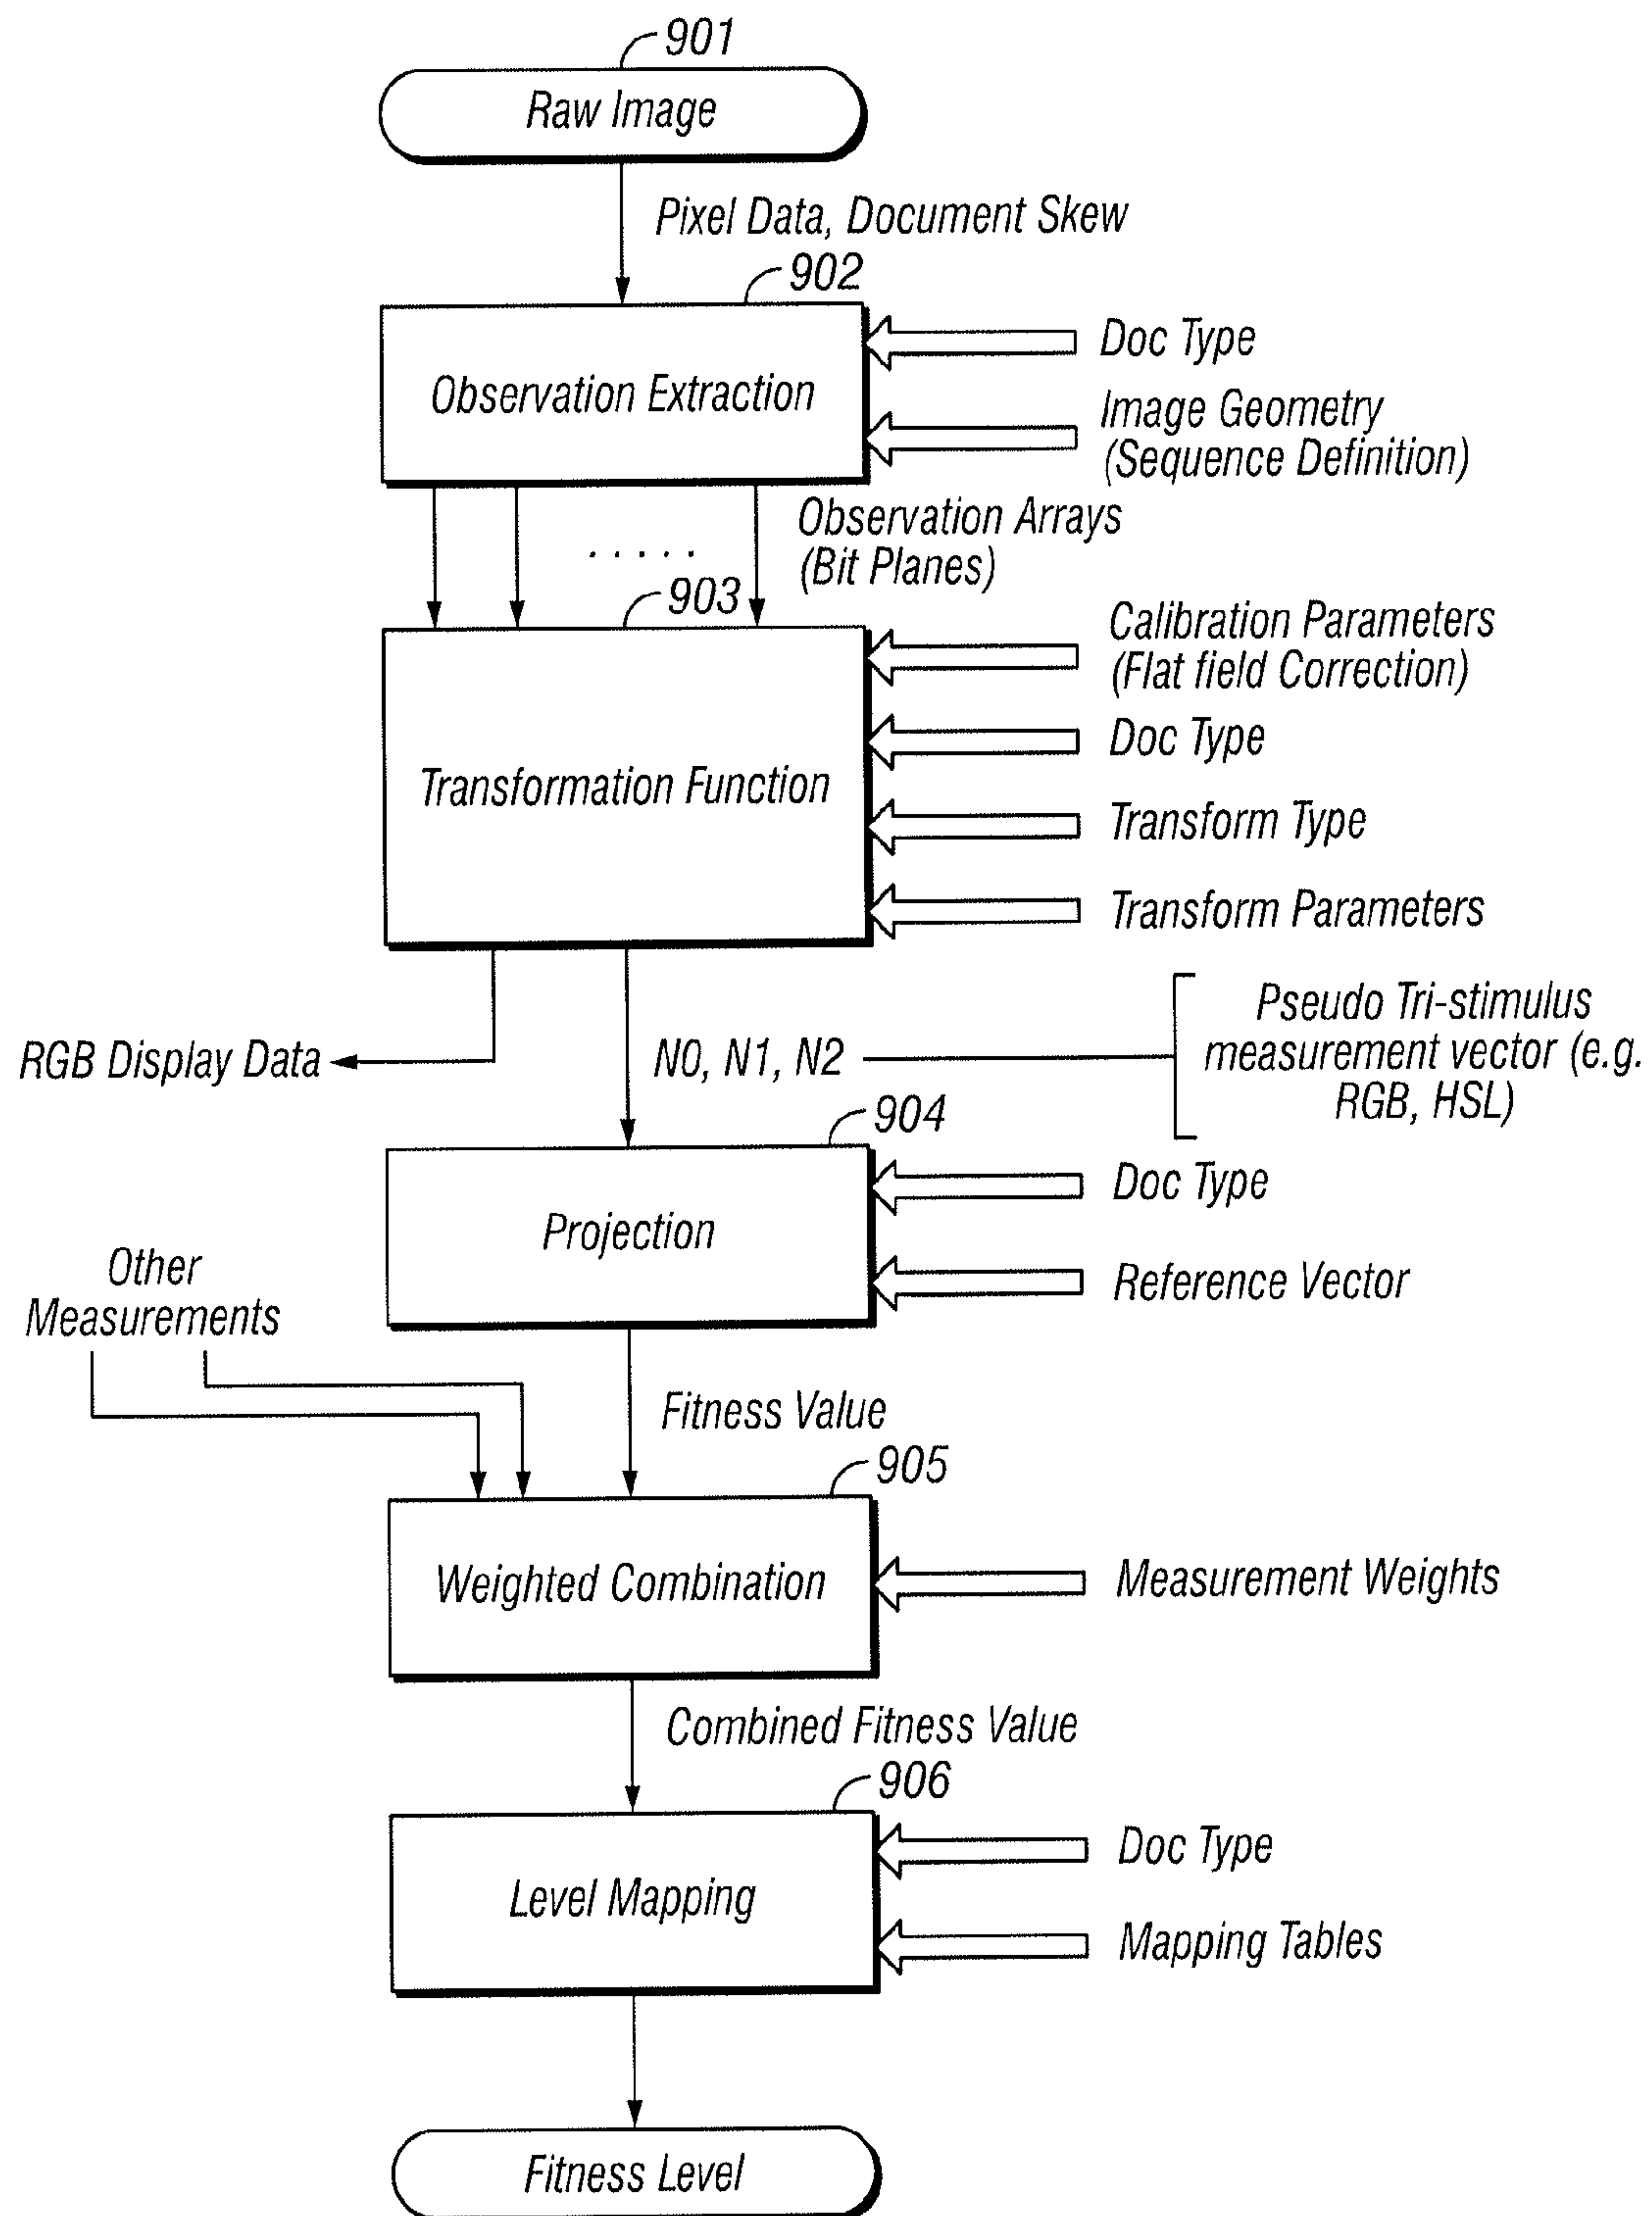 901
Raw Image
Pixel Data, Document Skew
902
Observation Extraction
Doc Type
Image Geometry
(Sequence Definition)
Observation Arrays
(Bit Planes)
.....
903
Transformation Function
Calibration Parameters
(Flat field Correction)
Doc Type
Transform Type
Transform Parameters
RGB Display Data
N0, N1, N2
Pseudo Tri-stimulus
measurement vector (e.g.
RGB, HSL)
904
Projection
Doc Type
Reference Vector
Other
Measurements
Fitness Value
905
Weighted Combination
Measurement Weights
Combined Fitness Value
906
Level Mapping
Doc Type
Mapping Tables
Fitness Level